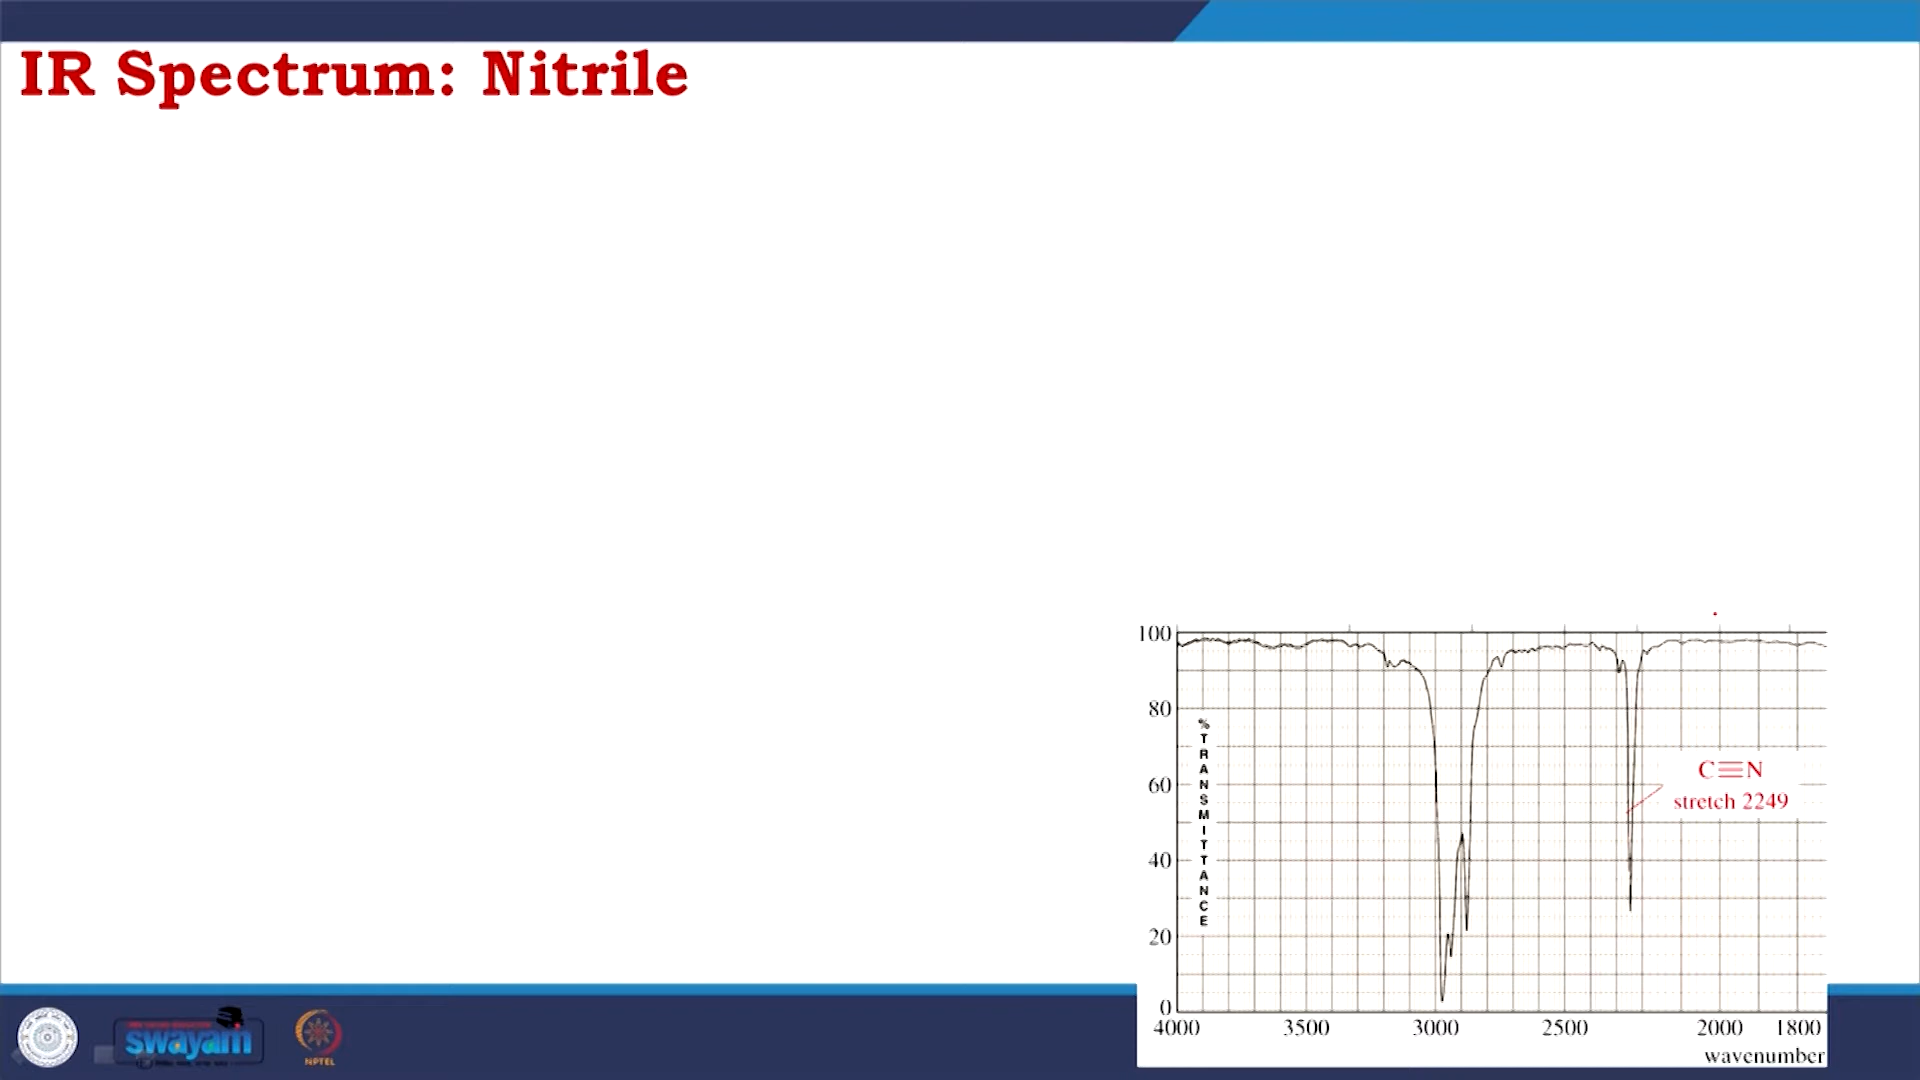 IR Spectrum: Nitrile
100
80
60
40
20
0
% TRANSMITTANCE
C≡N
stretch 2249
4000 3500 3000 2500 2000 1800
wavenumber
swayam
NPTEL